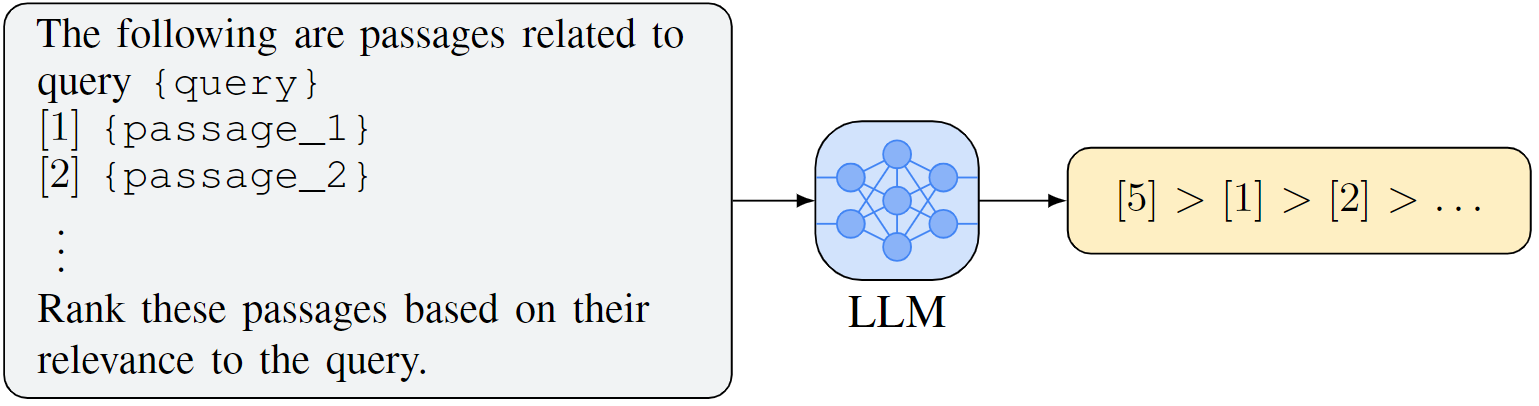 The following are passages related to
query {query}
[1] {passage_1}
[2] {passage_2}
⋮
Rank these passages based on their
relevance to the query.
LLM
[5] > [1] > [2] > . . .